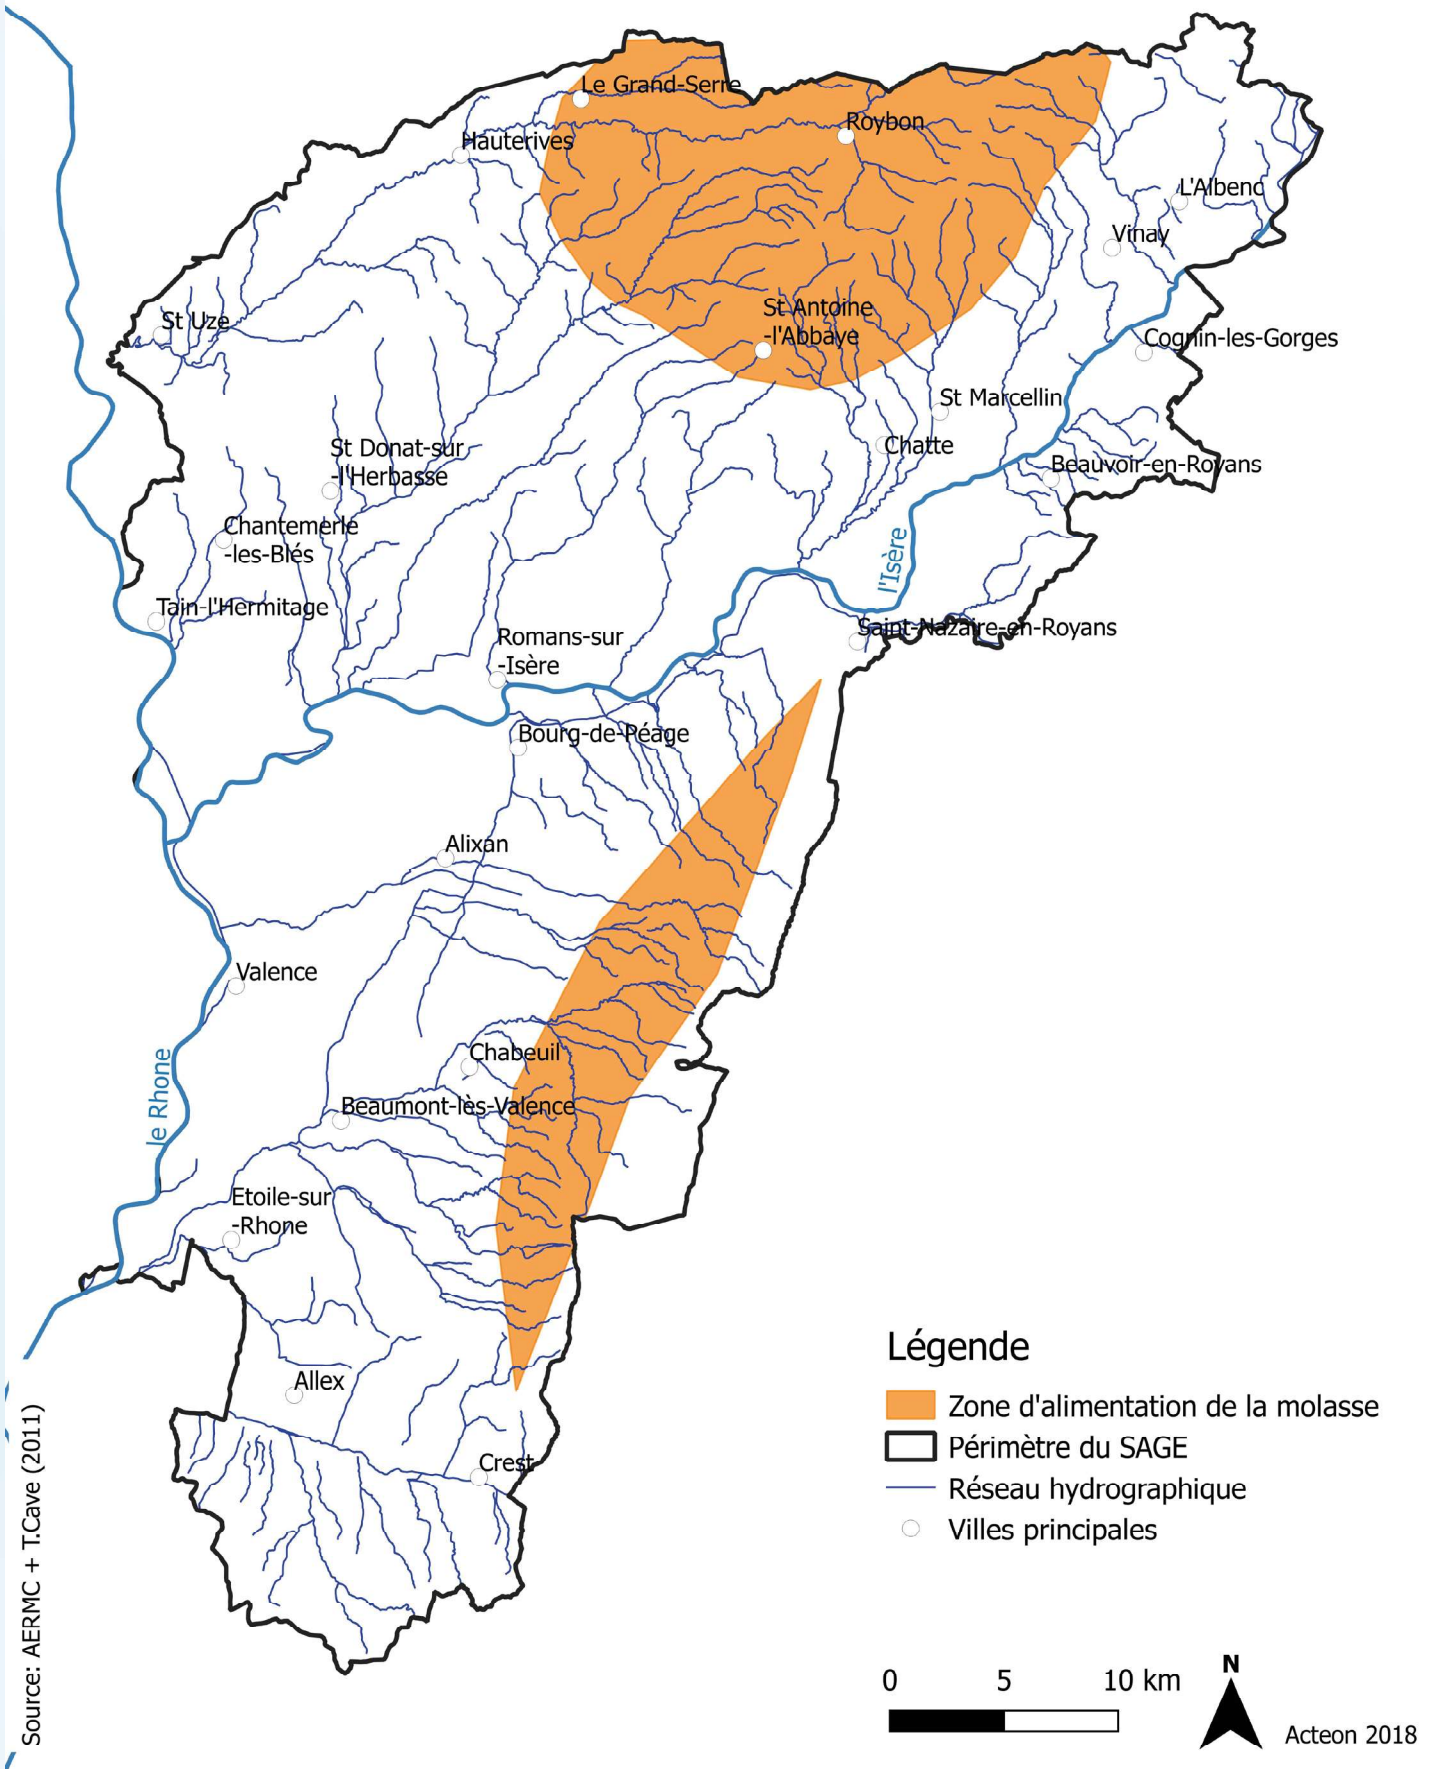 Le Grand-Serre
Roybon
Hauterives
L'Albenc
Vinay
St Antoine
-l'Abbaye
St Uze
Cognin-les-Gorges
St Marcellin
Chatte
St Donat-sur
-l'Herbasse
Beauvoir-en-Royans
Chantemerle
-les-Blés
l'Isère
Tain-l'Hermitage
Saint-Nazaire-en-Royans
Romans-sur
-Isère
Bourg-de-Péage
Alixan
Valence
Chabeuil
le Rhone
Beaumont-lès-Valence
Etoile-sur
-Rhone
Allex
Crest
Légende
Zone d'alimentation de la molasse
Périmètre du SAGE
Réseau hydrographique
Villes principales
0 5 10 km
N
Acteon 2018
Source: AERMC + T.Cave (2011)